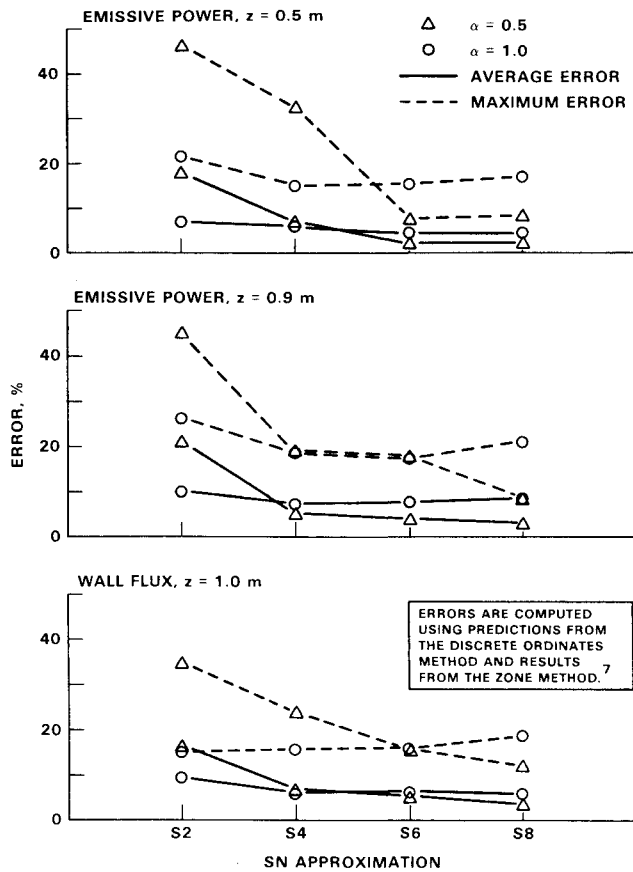 EMISSIVE POWER, z = 0.5 m
α = 0.5
α = 1.0
AVERAGE ERROR
MAXIMUM ERROR
40
20
0
EMISSIVE POWER, z = 0.9 m
40
20
0
ERROR, %
WALL FLUX, z = 1.0 m
ERRORS ARE COMPUTED
USING PREDICTIONS FROM
THE DISCRETE ORDINATES
METHOD AND RESULTS
FROM THE ZONE METHOD.7
40
20
0
S2 S4 S6 S8
SN APPROXIMATION